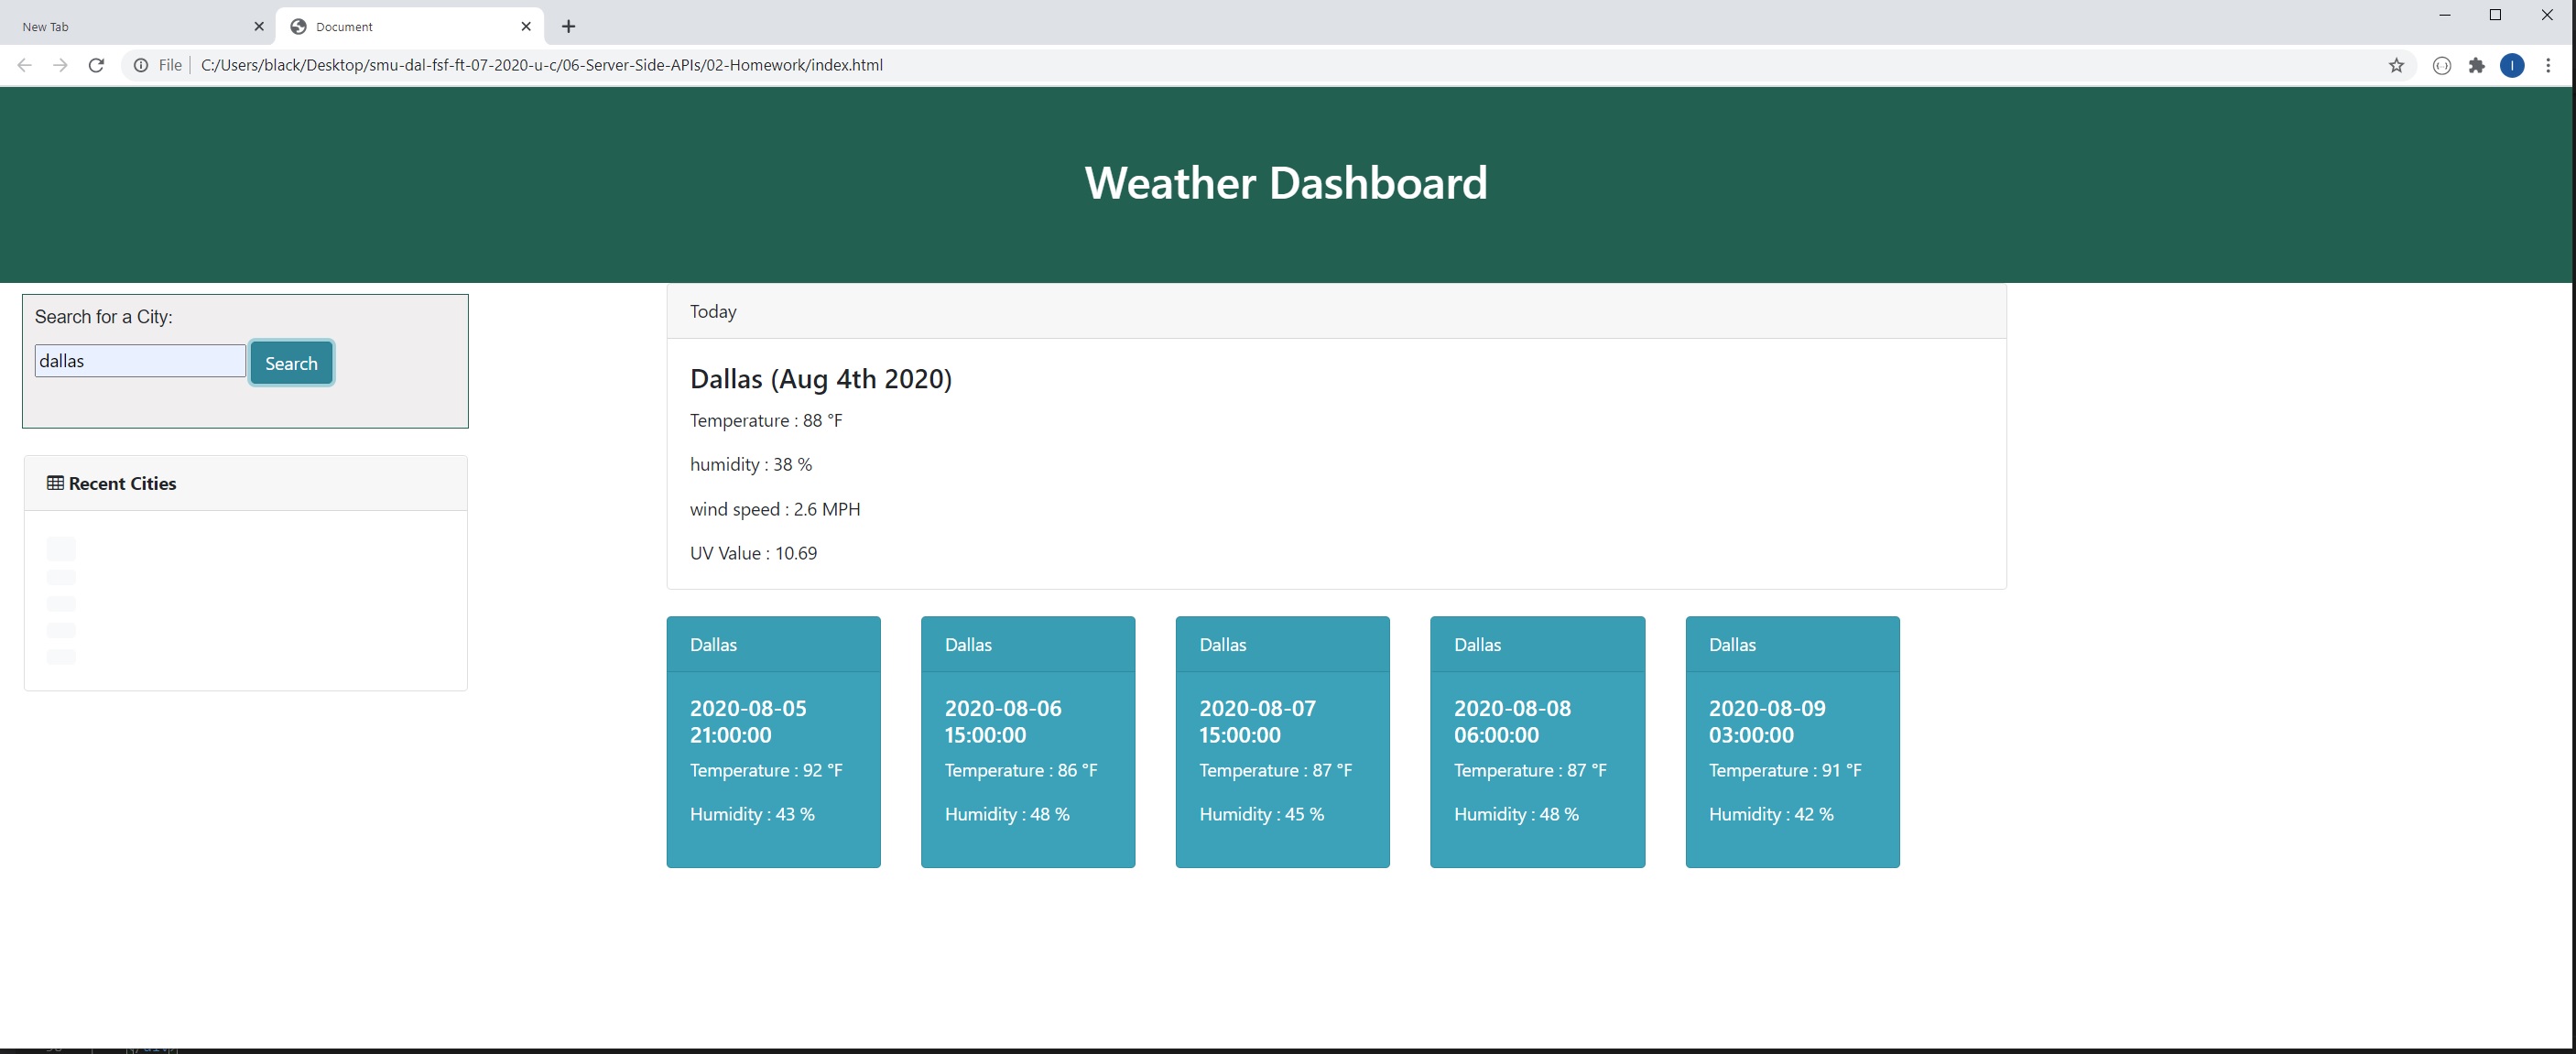 New Tab
Document
File
C:/Users/black/Desktop/smu-dal-fsf-ft-07-2020-u-c/06-Server-Side-APIs/02-Homework/index.html
I
Weather Dashboard
Search for a City:
dallas
Search
Recent Cities
Today
Dallas (Aug 4th 2020)
Temperature : 88 °F
humidity : 38 %
wind speed : 2.6 MPH
UV Value : 10.69
Dallas
2020-08-05
21:00:00
Temperature : 92 °F
Humidity : 43 %
Dallas
2020-08-06
15:00:00
Temperature : 86 °F
Humidity : 48 %
Dallas
2020-08-07
15:00:00
Temperature : 87 °F
Humidity : 45 %
Dallas
2020-08-08
06:00:00
Temperature : 87 °F
Humidity : 48 %
Dallas
2020-08-09
03:00:00
Temperature : 91 °F
Humidity : 42 %